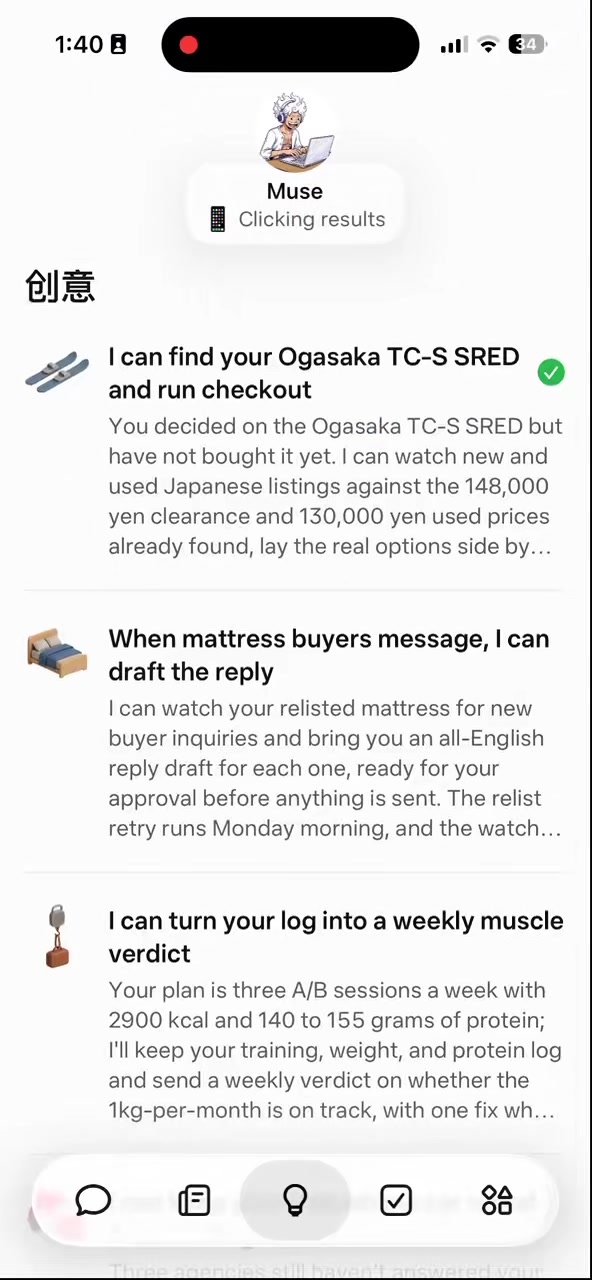 1:40
34
Muse
Clicking results
创意
I can find your Ogasaka TC-S SRED
and run checkout
You decided on the Ogasaka TC-S SRED but
have not bought it yet. I can watch new and
used Japanese listings against the 148,000
yen clearance and 130,000 yen used prices
already found, lay the real options side by…
When mattress buyers message, I can
draft the reply
I can watch your relisted mattress for new
buyer inquiries and bring you an all-English
reply draft for each one, ready for your
approval before anything is sent. The relist
retry runs Monday morning, and the watch…
I can turn your log into a weekly muscle
verdict
Your plan is three A/B sessions a week with
2900 kcal and 140 to 155 grams of protein;
I'll keep your training, weight, and protein log
and send a weekly verdict on whether the
1kg-per-month is on track, with one fix wh…
Three agencies still haven't answered your